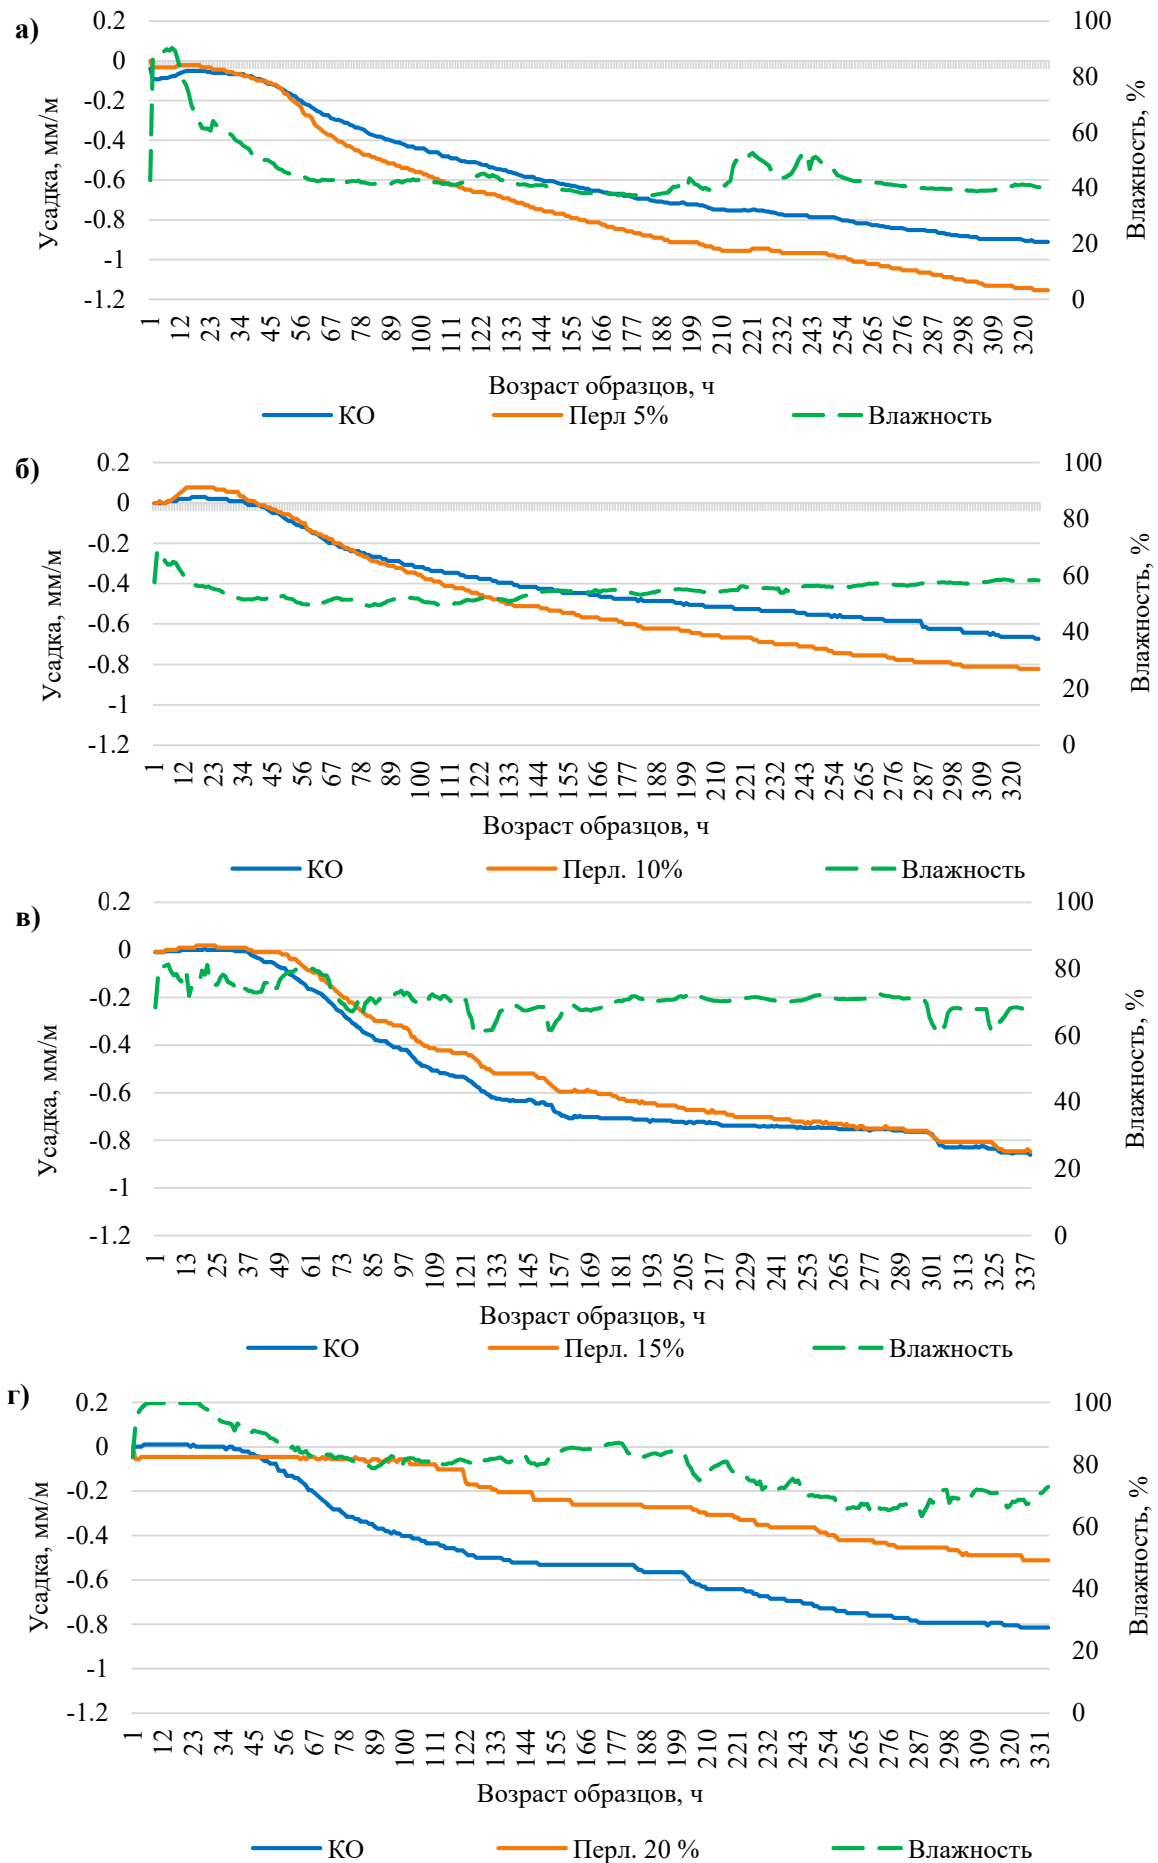 а)
0.2
0
-0.2
-0.4
-0.6
-0.8
-1
-1.2
Усадка, мм/м
100
80
60
40
20
0
Влажность, %
1 12 23 34 45 56 67 78 89 100 111 122 133 144 155 166 177 188 199 210 221 232 243 254 265 276 287 298 309 320
Возраст образцов, ч
КО Перл 5% Влажность
б)
0.2
0
-0.2
-0.4
-0.6
-0.8
-1
-1.2
Усадка, мм/м
100
80
60
40
20
0
Влажность, %
1 12 23 34 45 56 67 78 89 100 111 122 133 144 155 166 177 188 199 210 221 232 243 254 265 276 287 298 309 320
Возраст образцов, ч
КО Перл. 10% Влажность
в)
0.2
0
-0.2
-0.4
-0.6
-0.8
-1
-1.2
Усадка, мм/м
100
80
60
40
20
0
Влажность, %
1 13 25 37 49 61 73 85 97 109 121 133 145 157 169 181 193 205 217 229 241 253 265 277 289 301 313 325 337
Возраст образцов, ч
КО Перл. 15% Влажность
г)
0.2
0
-0.2
-0.4
-0.6
-0.8
-1
-1.2
Усадка, мм/м
100
80
60
40
20
0
Влажность, %
1 12 23 34 45 56 67 78 89 100 111 122 133 144 155 166 177 188 199 210 221 232 243 254 265 276 287 298 309 320 331
Возраст образцов, ч
КО Перл. 20 % Влажность